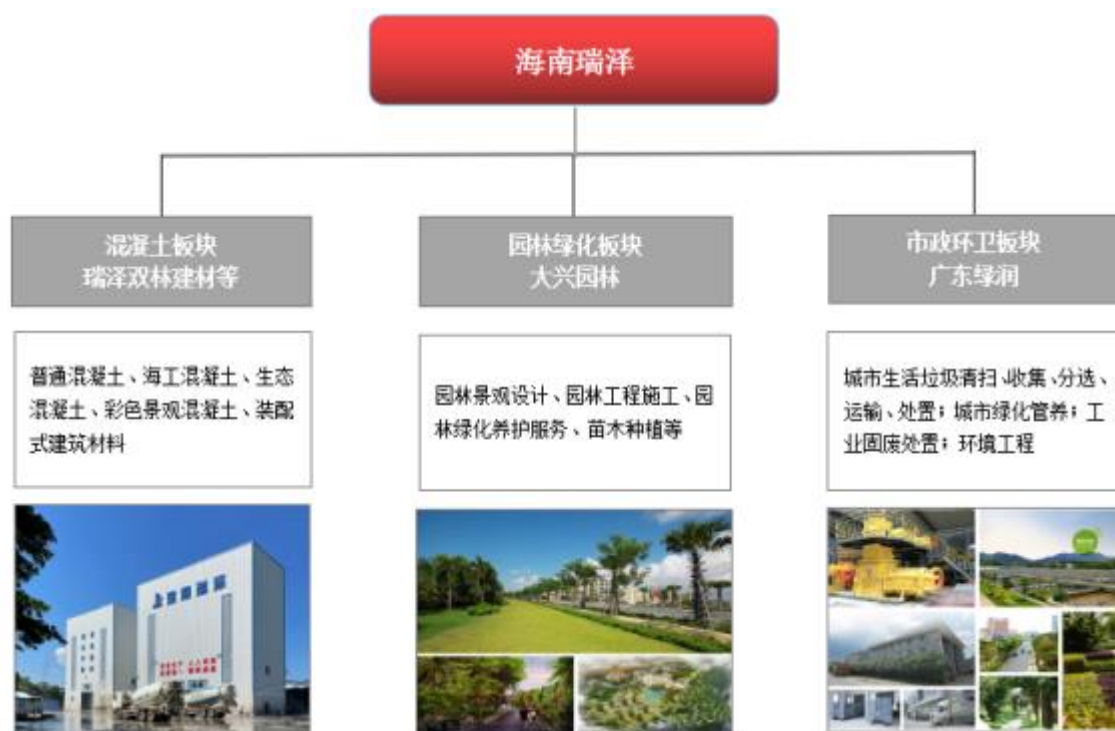 海南瑞泽
混凝土板块
瑞泽双林建材等
园林绿化板块
大兴园林
市政环卫板块
广东绿润
普通混凝土、海工混凝土、生态
混凝土、彩色景观混凝土、装配
式建筑材料
园林景观设计、园林工程施工、园
林绿化养护服务、苗木种植等
城市生活垃圾清扫、收集、分选、
运输、处置；城市绿化管养；工
业固废处置；环境工程